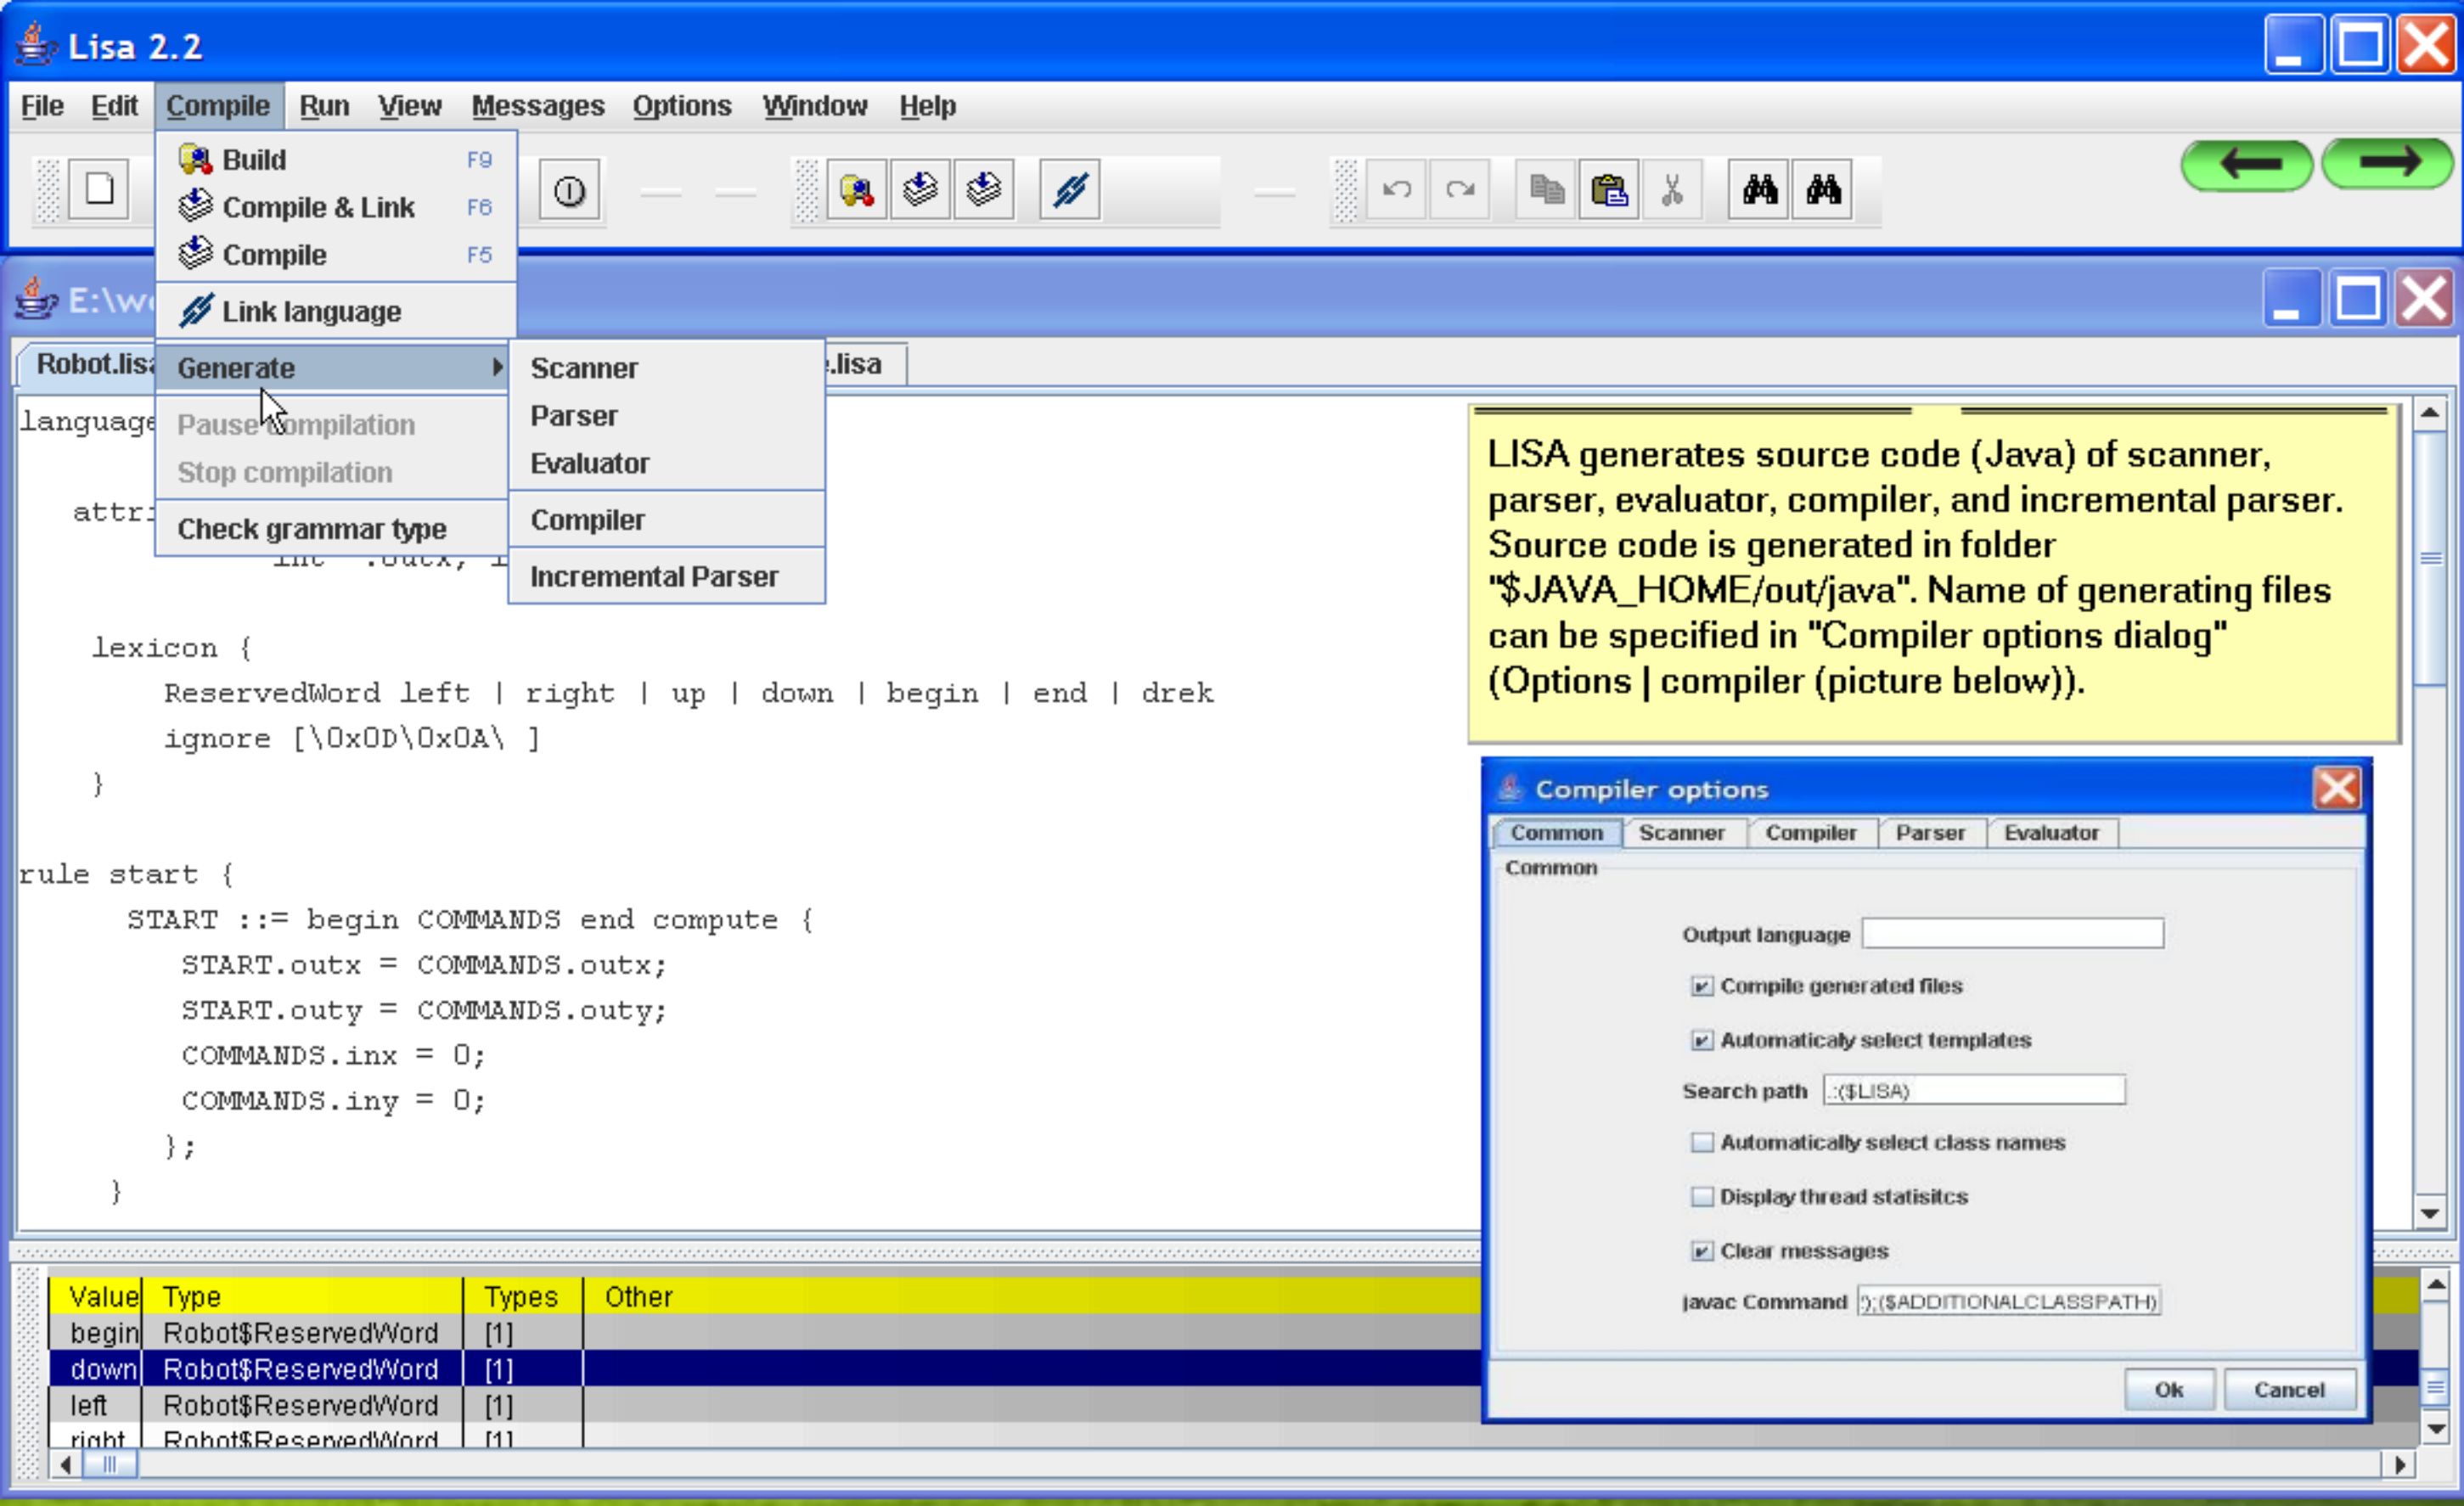 Lisa 2.2
File Edit Compile Run View Messages Options Window Help
Build F9
Compile & Link F6
Compile F5
Link language
Generate
Pause compilation
Stop compilation
Check grammar type
Scanner
Parser
Evaluator
Compiler
Incremental Parser
Robot.lisa
.lisa
language
lexicon {
ReservedWord left | right | up | down | begin | end | drek
ignore [\0x0D\0x0A\ ]
}
rule start {
START ::= begin COMMANDS end compute {
START.outx = COMMANDS.outx;
START.outy = COMMANDS.outy;
COMMANDS.inx = 0;
COMMANDS.iny = 0;
};
}
LISA generates source code (Java) of scanner,
parser, evaluator, compiler, and incremental parser.
Source code is generated in folder
"$JAVA_HOME/out/java". Name of generating files
can be specified in "Compiler options dialog"
(Options | compiler (picture below)).
Compiler options
Common Scanner Compiler Parser Evaluator
Common
Output language
Compile generated files
Automaticaly select templates
Search path .:($LISA)
Automatically select class names
Display thread statisitcs
Clear messages
javac Command );($ADDITIONALCLASSPATH)
Ok Cancel
Value Type Types Other
begin Robot$ReservedWord [1]
down Robot$ReservedWord [1]
left Robot$ReservedWord [1]
right Robot$ReservedWord [1]